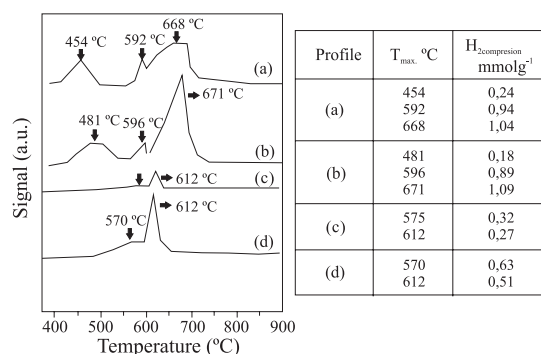 454 ºC
592 ºC
668 ºC
(a)
671 ºC
481 ºC
596 ºC
(b)
612 ºC
(c)
612 ºC
570 ºC
(d)
Signal (a.u.)
400 500 600 700 800 900
Temperature (ºC)
Profile Tmax. ºC H2compresion mmolg-1
(a) 454 0,24
592 0,94
668 1,04
(b) 481 0,18
596 0,89
671 1,09
(c) 575 0,32
612 0,27
(d) 570 0,63
612 0,51